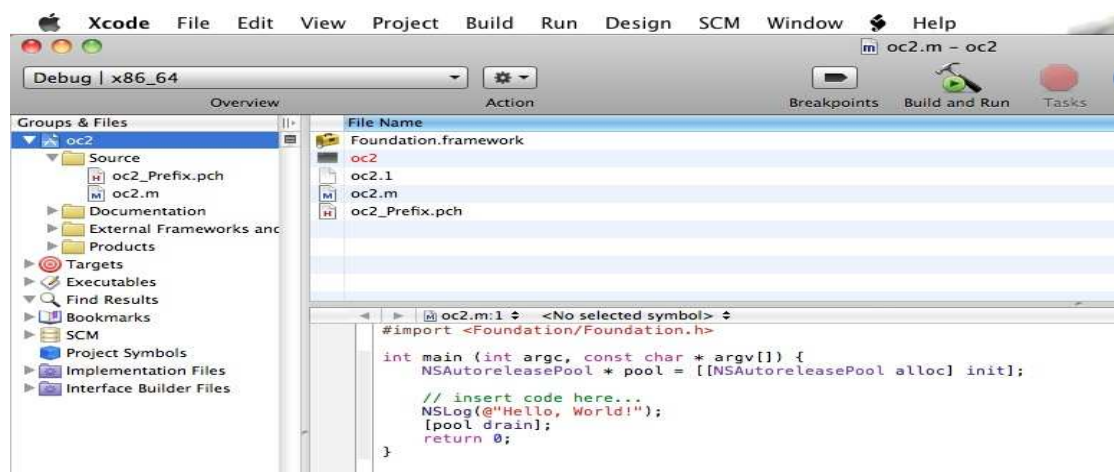 Xcode File Edit View Project Build Run Design SCM Window Help
oc2.m – oc2
Debug | x86_64
Overview Action Breakpoints Build and Run Tasks
Groups & Files
oc2
Source
oc2_Prefix.pch
oc2.m
Documentation
External Frameworks and
Products
Targets
Executables
Find Results
Bookmarks
SCM
Project Symbols
Implementation Files
Interface Builder Files
File Name
Foundation.framework
oc2
oc2.1
oc2.m
oc2_Prefix.pch
oc2.m:1 <No selected symbol>
#import <Foundation/Foundation.h>
int main (int argc, const char * argv[]) {
NSAutoreleasePool * pool = [[NSAutoreleasePool alloc] init];
// insert code here...
NSLog(@"Hello, World!");
[pool drain];
return 0;
}